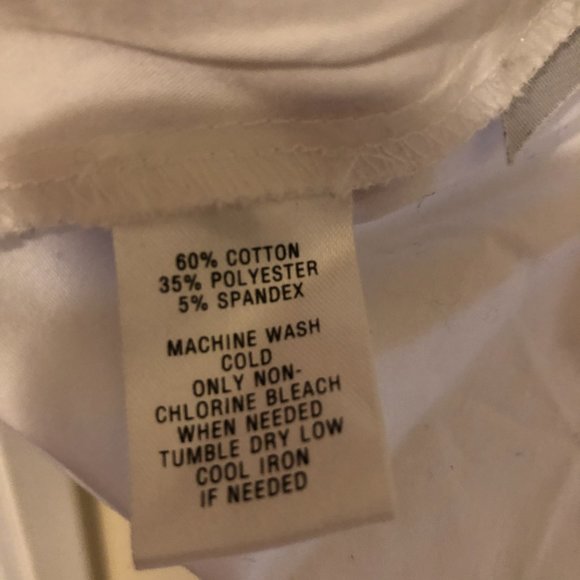 60% COTTON
35% POLYESTER
5% SPANDEX
MACHINE WASH
COLD
ONLY NON-
CHLORINE BLEACH
WHEN NEEDED
TUMBLE DRY LOW
COOL IRON
IF NEEDED